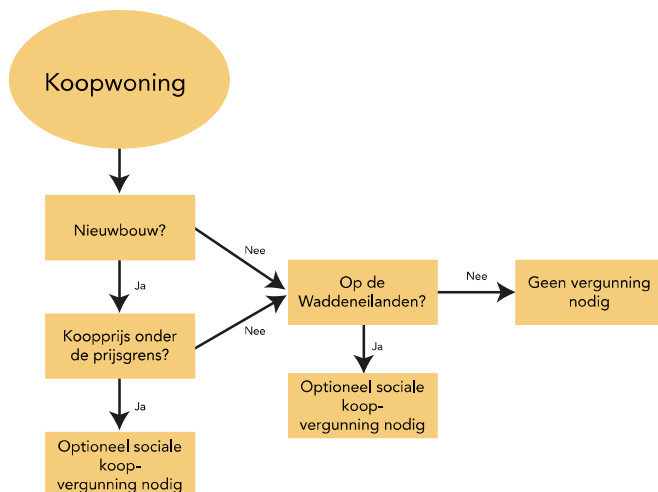 Koopwoning
Nieuwbouw?
Nee
Ja
Op de
Waddeneilanden?
Nee
Geen vergunning
nodig
Koopprijs onder
de prijsgrens?
Nee
Ja
Ja
Optioneel sociale
koop-
vergunning nodig
Optioneel sociale
koop-
vergunning nodig